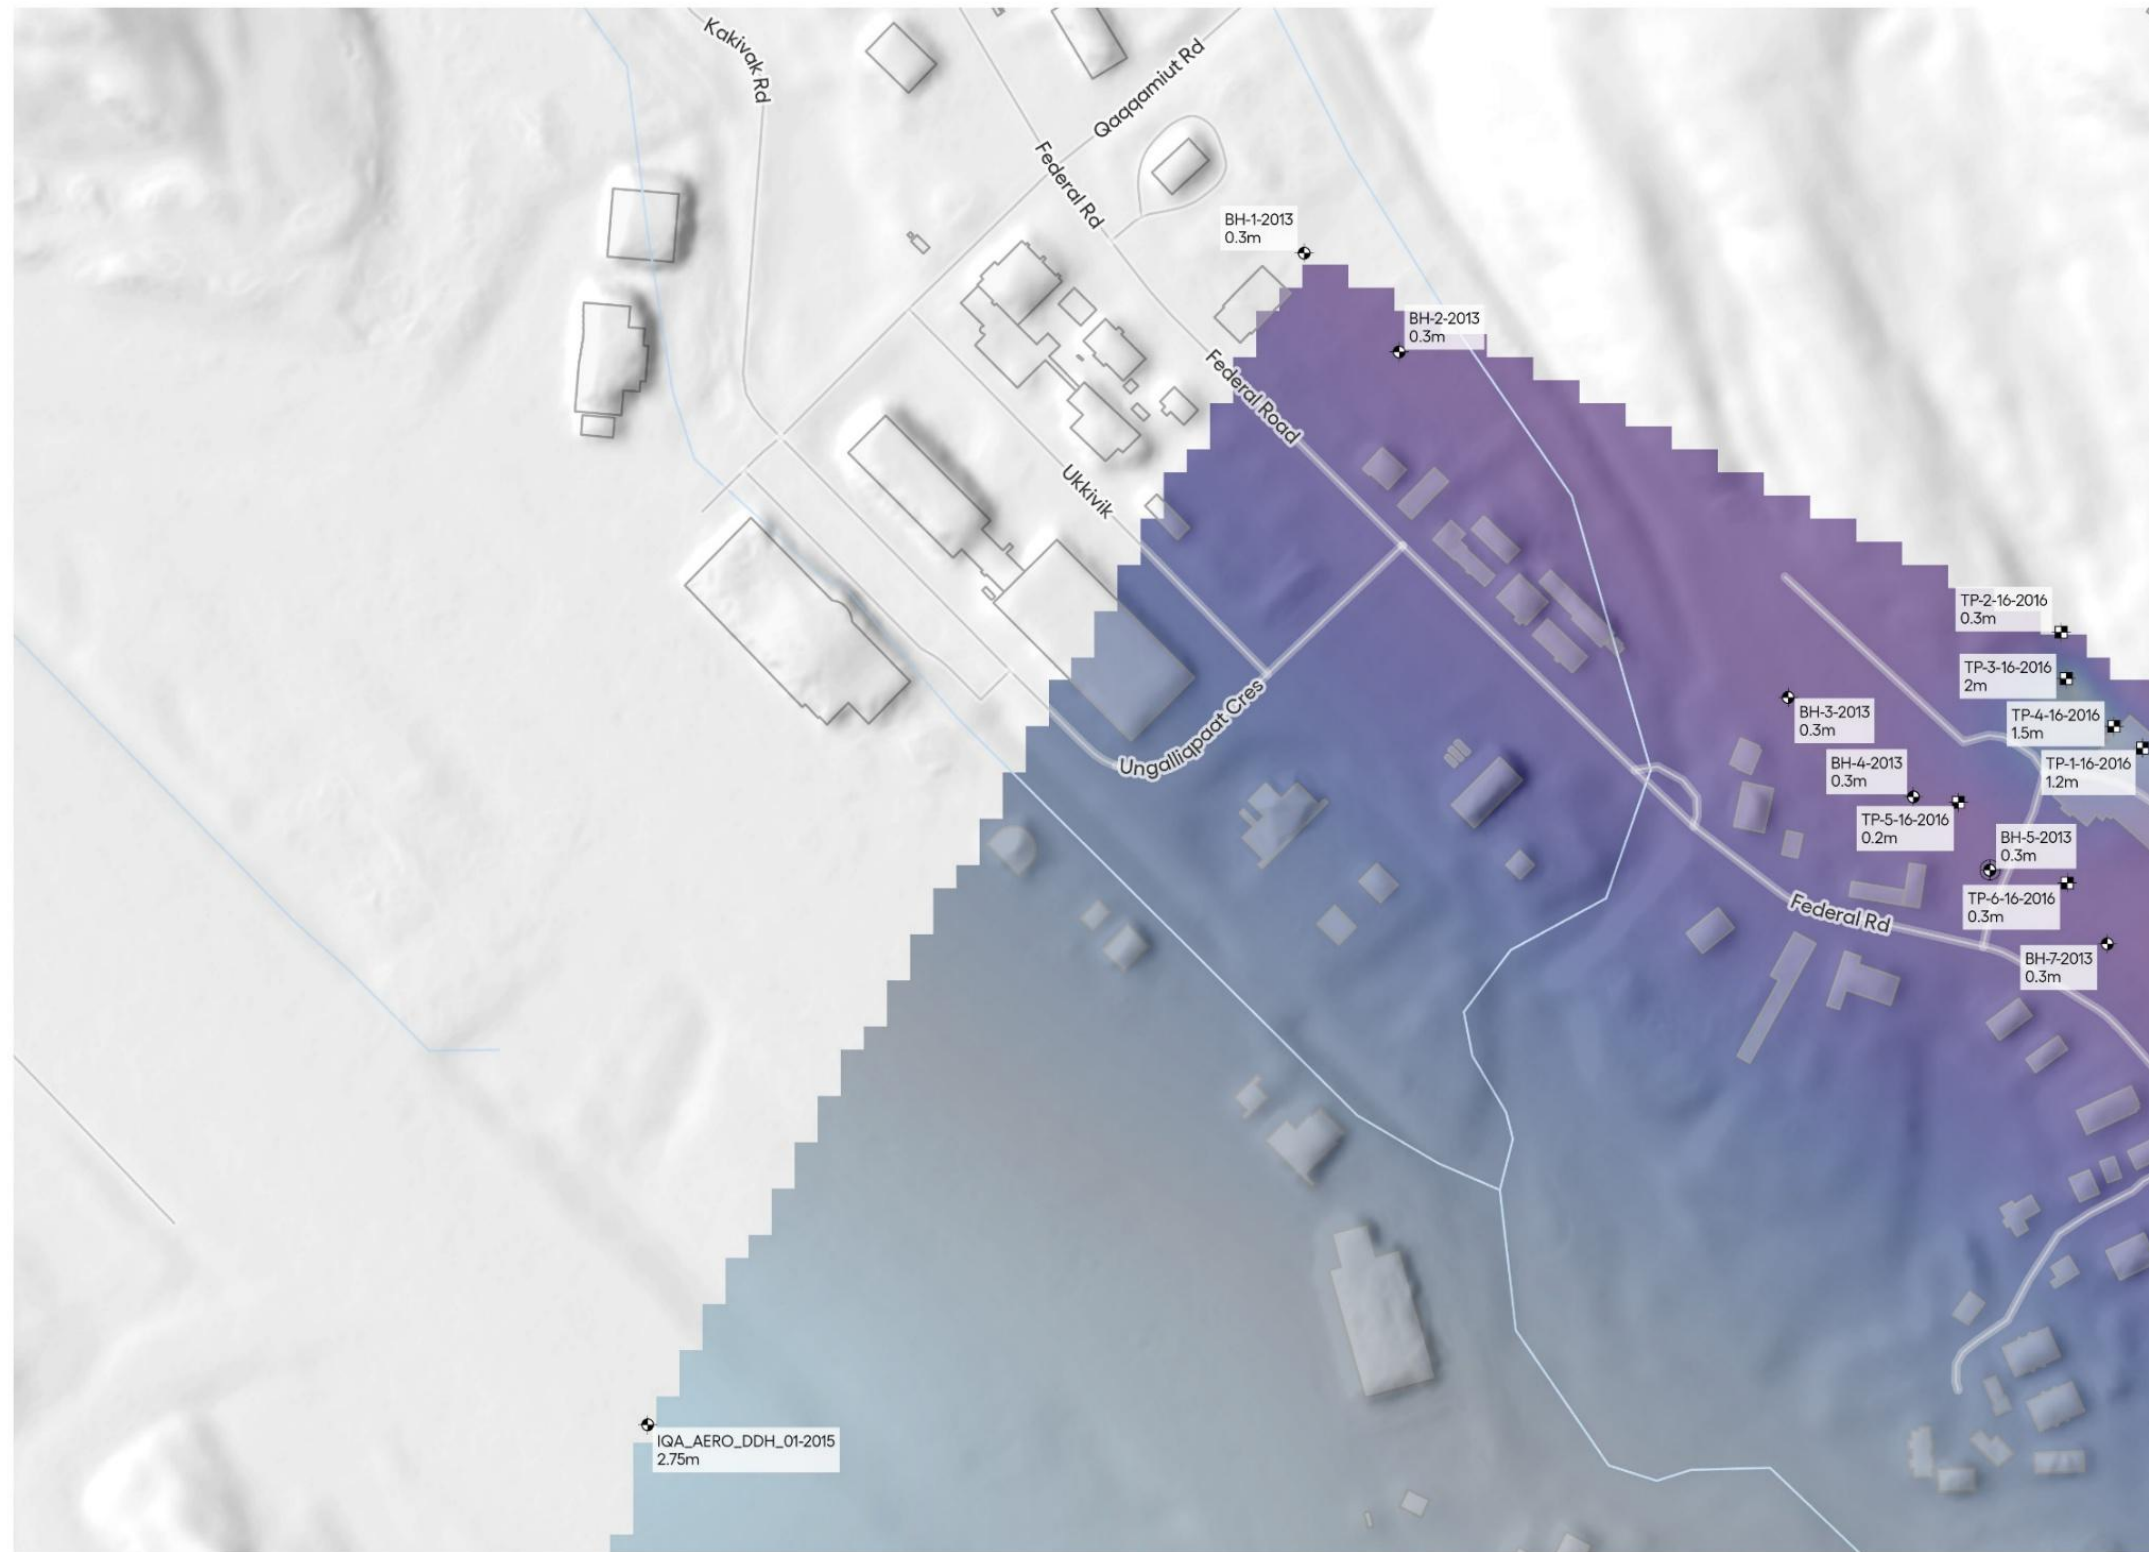 Kakivak Rd
Qaqqamiut Rd
Federal Rd
BH-1-2013
0.3m
BH-2-2013
0.3m
Federal Road
Ukkivik
TP-2-16-2016
0.3m
TP-3-16-2016
2m
Ungalliqpaat Cres
BH-3-2013
0.3m
TP-4-16-2016
1.5m
BH-4-2013
0.3m
TP-1-16-2016
1.2m
TP-5-16-2016
0.2m
BH-5-2013
0.3m
Federal Rd
TP-6-16-2016
0.3m
BH-7-2013
0.3m
IQA_AERO_DDH_01-2015
2.75m